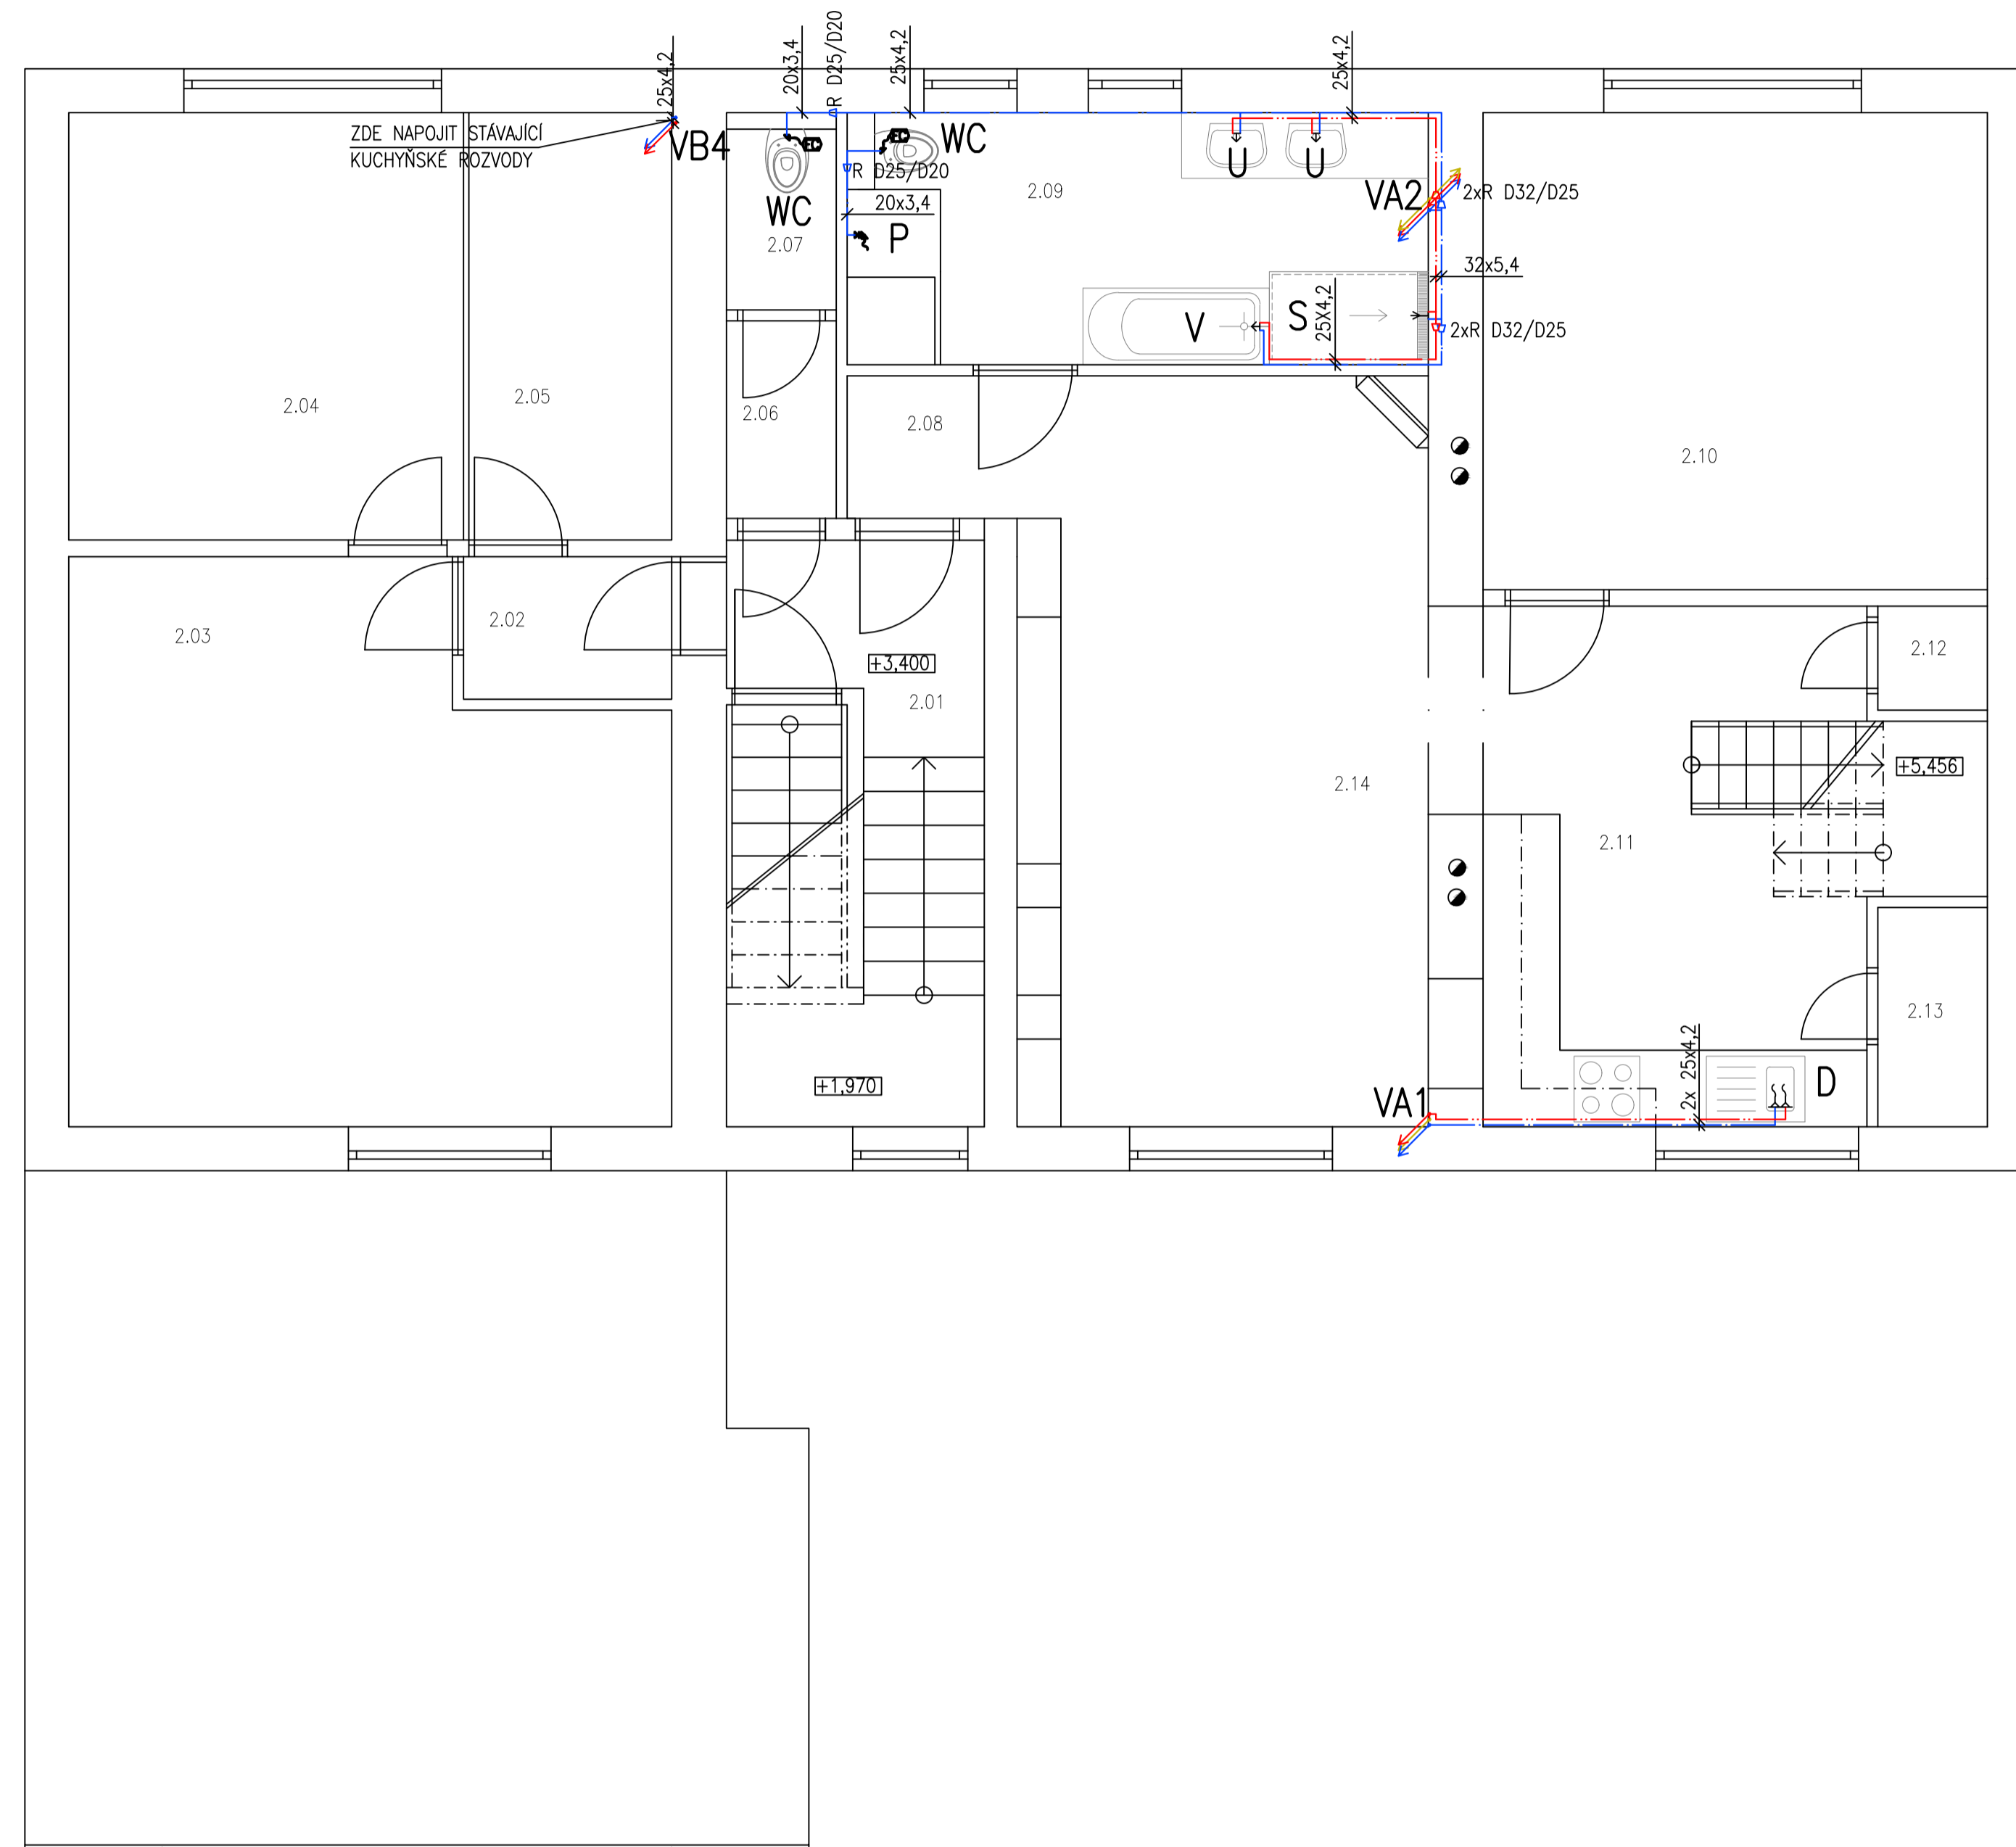 25x4,2
20x3,4
R D25/D20
25x4,2
25x4,2
ZDE NAPOJIT STÁVAJÍCÍ
KUCHYŇSKÉ ROZVODY
VB4
EC
EC
WC
WC
R D25/D20
20x3,4
P
2.07
2.09
U
U
VA2
2xR D32/D25
32x5,4
2xR D32/D25
V
S
25X4,2
2.04
2.05
2.06
2.08
2.10
2.03
2.02
+3,400
2.01
2.12
2.14
+5,456
2.11
2.13
+1,970
VA1
2x 25x4,2
D